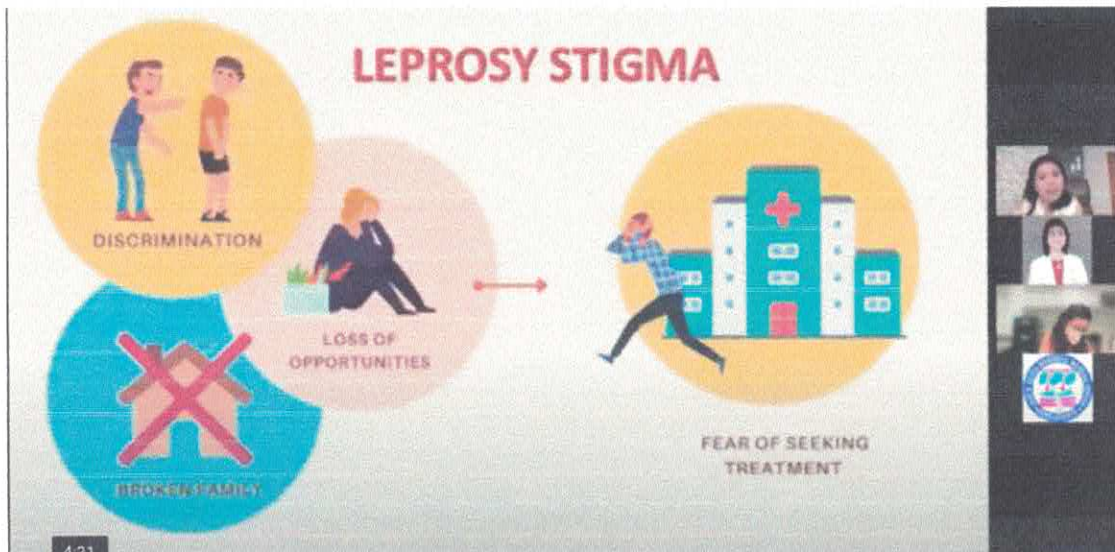 LEPROSY STIGMA
DISCRIMINATION
LOSS OF
OPPORTUNITIES
BROKEN FAMILY
FEAR OF SEEKING
TREATMENT
4:21